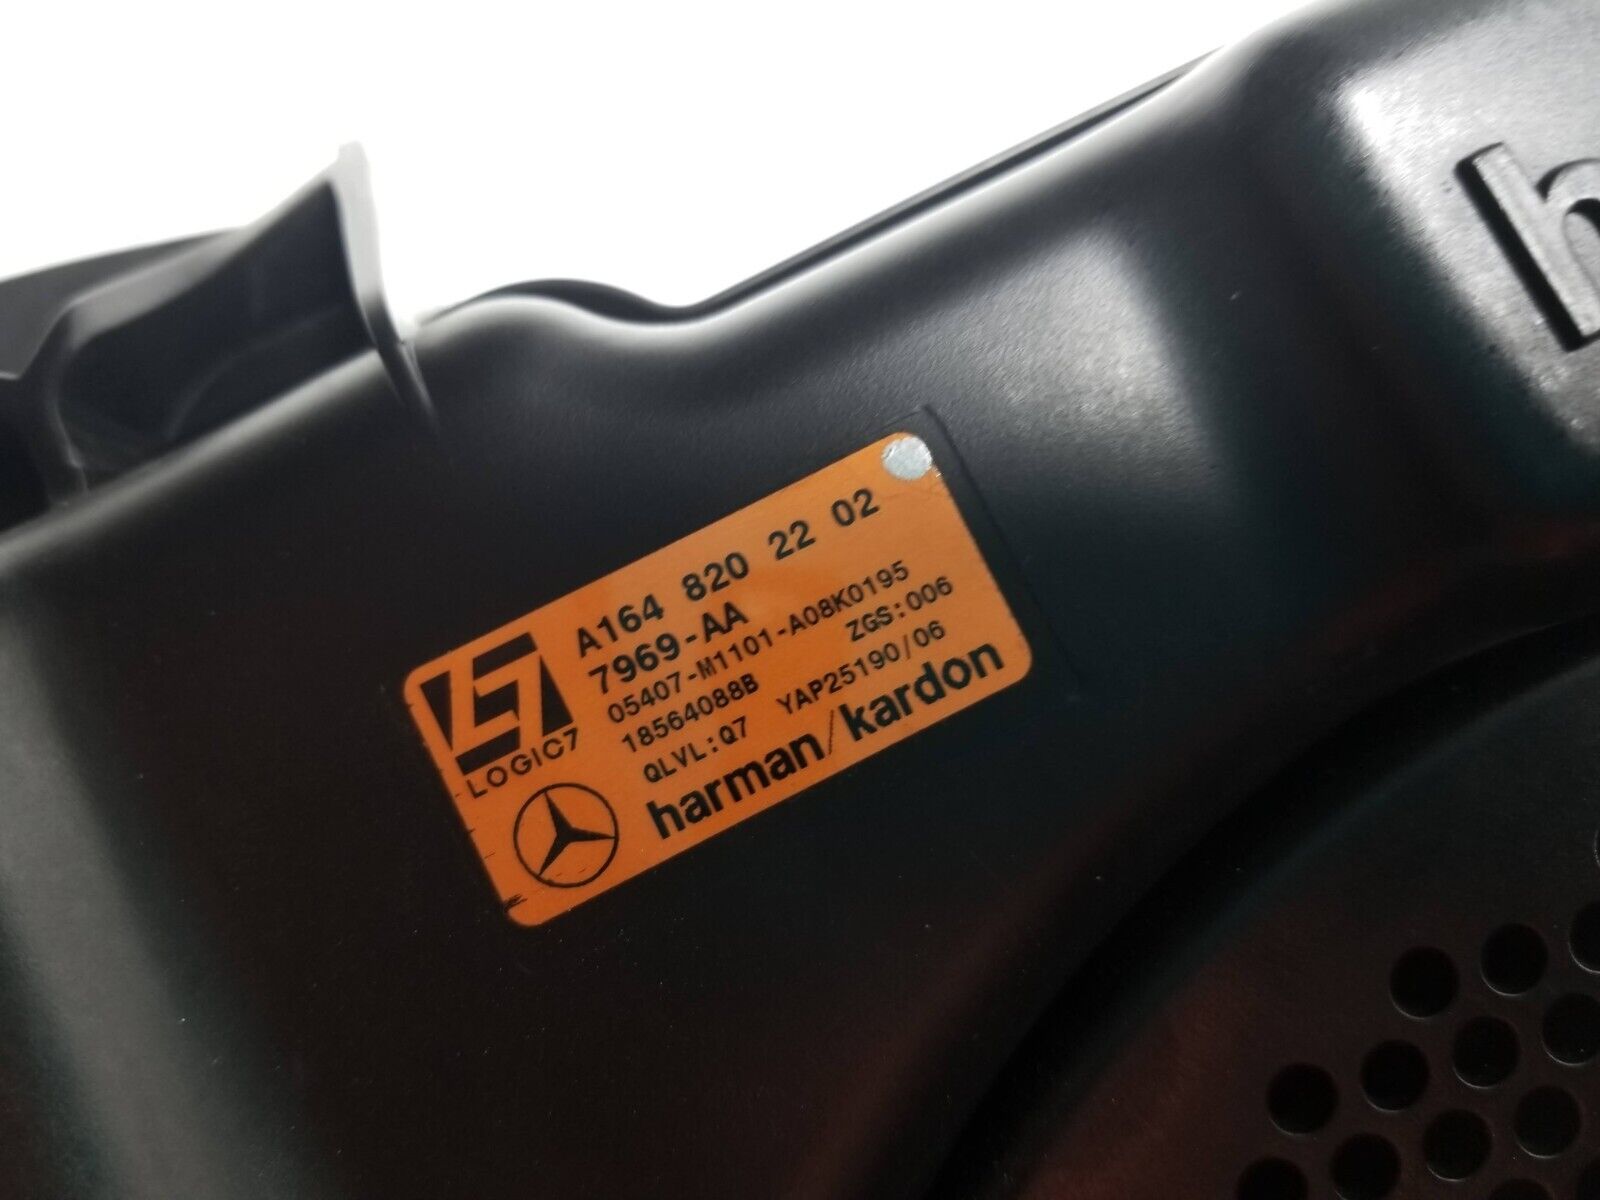 A164 820 22 02
7969-AA
05407-M1101-A08K0195
18564088B ZGS:006
QLVL:Q7 YAP25190/06
LOGIC7
harman/kardon
h